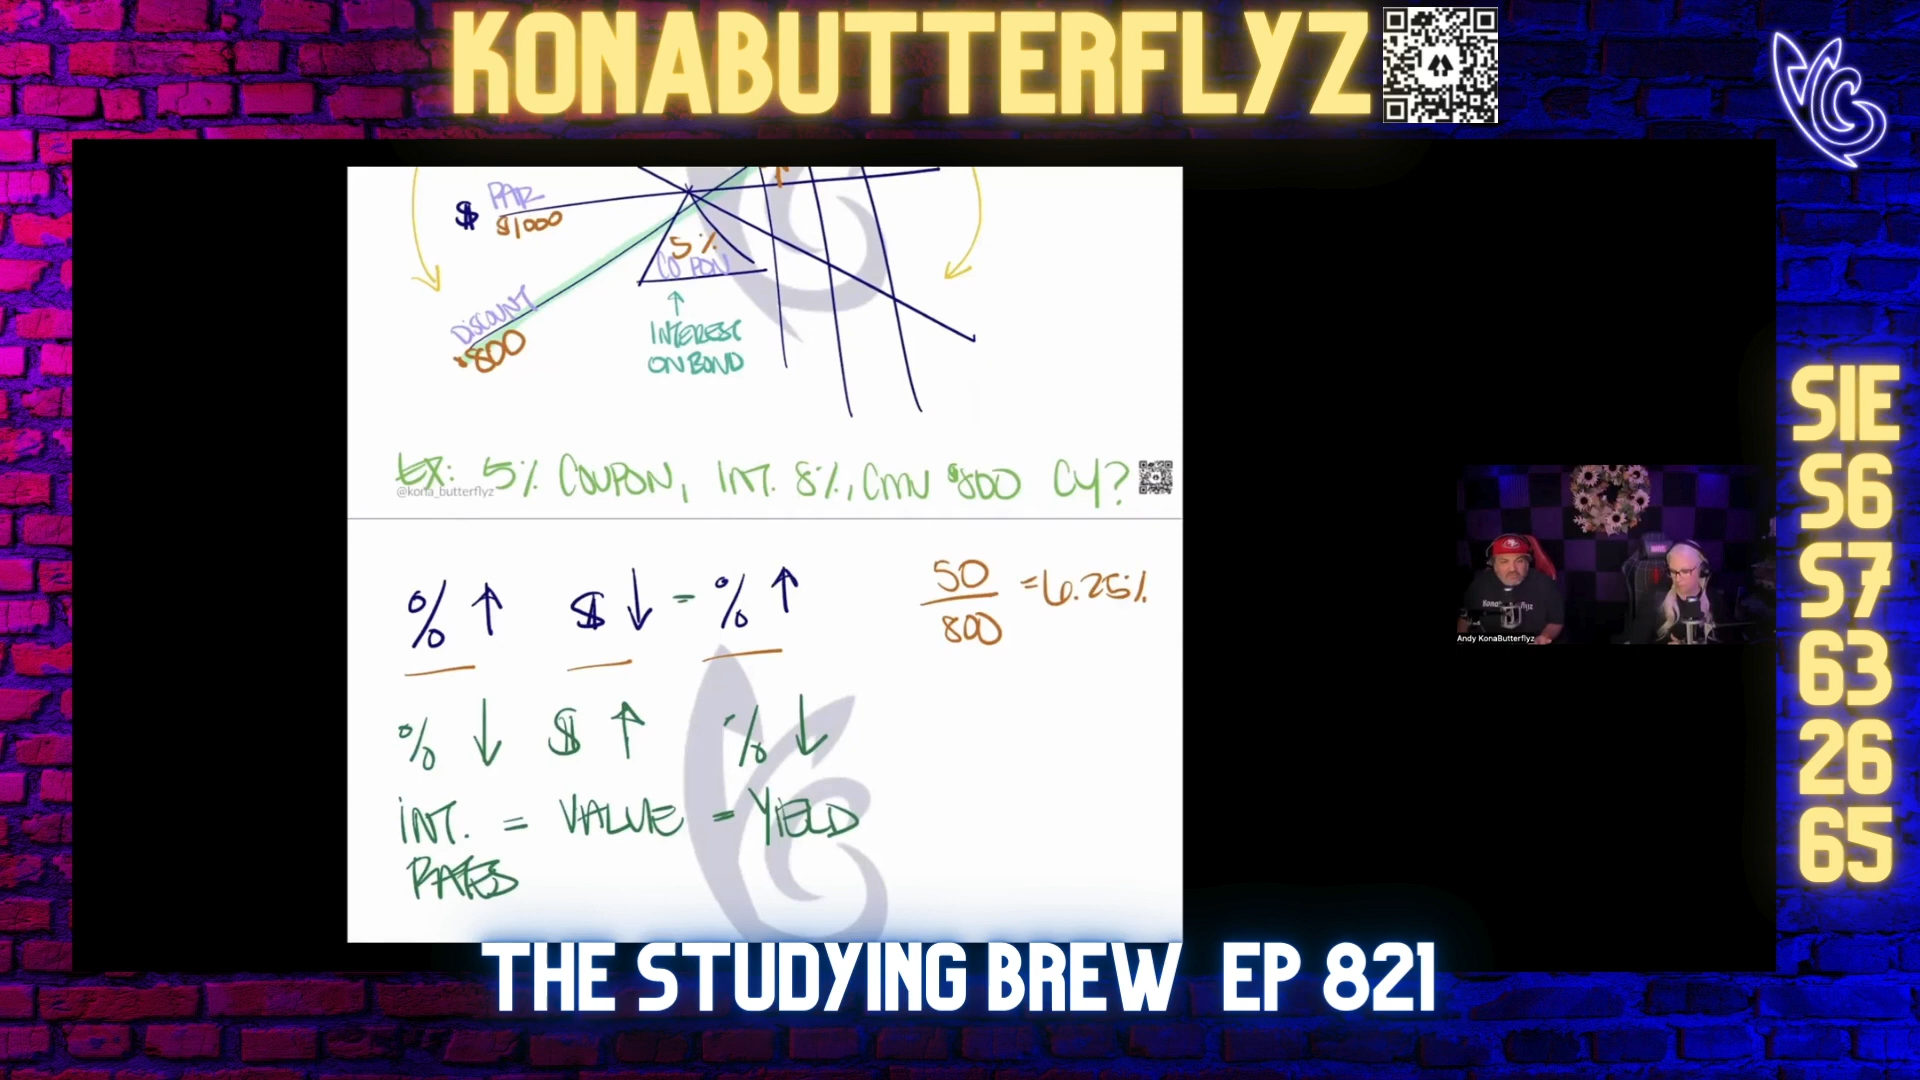 KONABUTTERFLYZ
$ PAR
$1000
5%
COUPON
DISCOUNT
$800
INTEREST
ON BOND
EX: 5% COUPON, INT. 8%, CMV $800 CY?
@kona_butterflyz
% ↑ $ ↓ = % ↑
50
800
=6.25%
% ↓ $ ↑ % ↓
INT. = VALUE = YIELD
RATES
Andy KonaButterflyz
SIE
S6
S7
63
26
65
THE STUDYING BREW EP 821